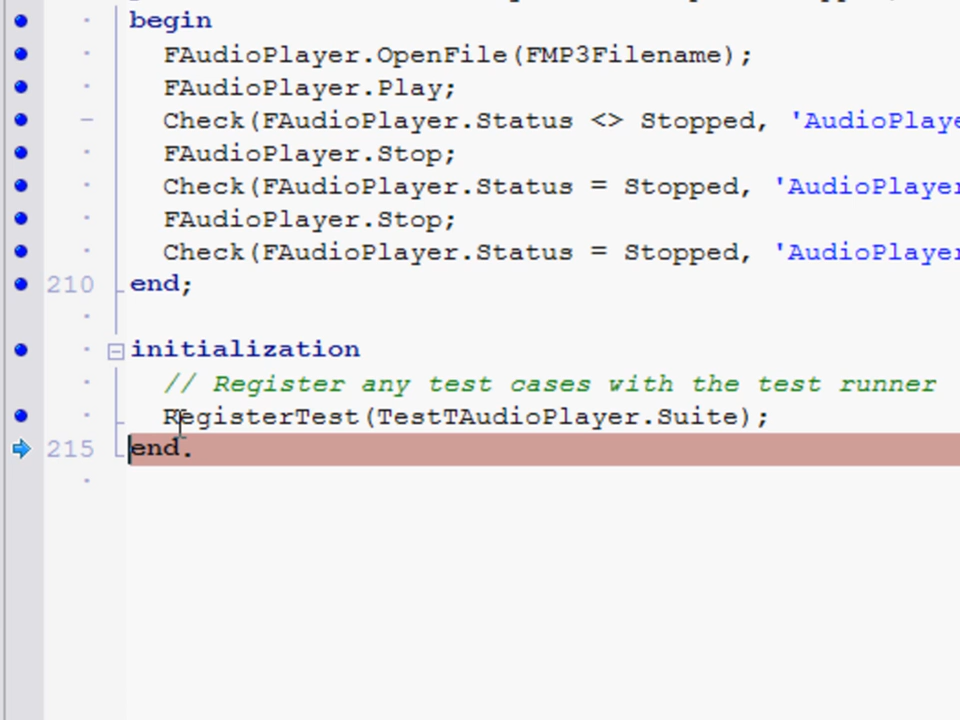 begin
FAudioPlayer.OpenFile(FMP3Filename);
FAudioPlayer.Play;
Check(FAudioPlayer.Status <> Stopped, 'AudioPlaye
FAudioPlayer.Stop;
Check(FAudioPlayer.Status = Stopped, 'AudioPlayer
FAudioPlayer.Stop;
Check(FAudioPlayer.Status = Stopped, 'AudioPlayer
210 end;
initialization
// Register any test cases with the test runner
RegisterTest(TestTAudioPlayer.Suite);
215 end.